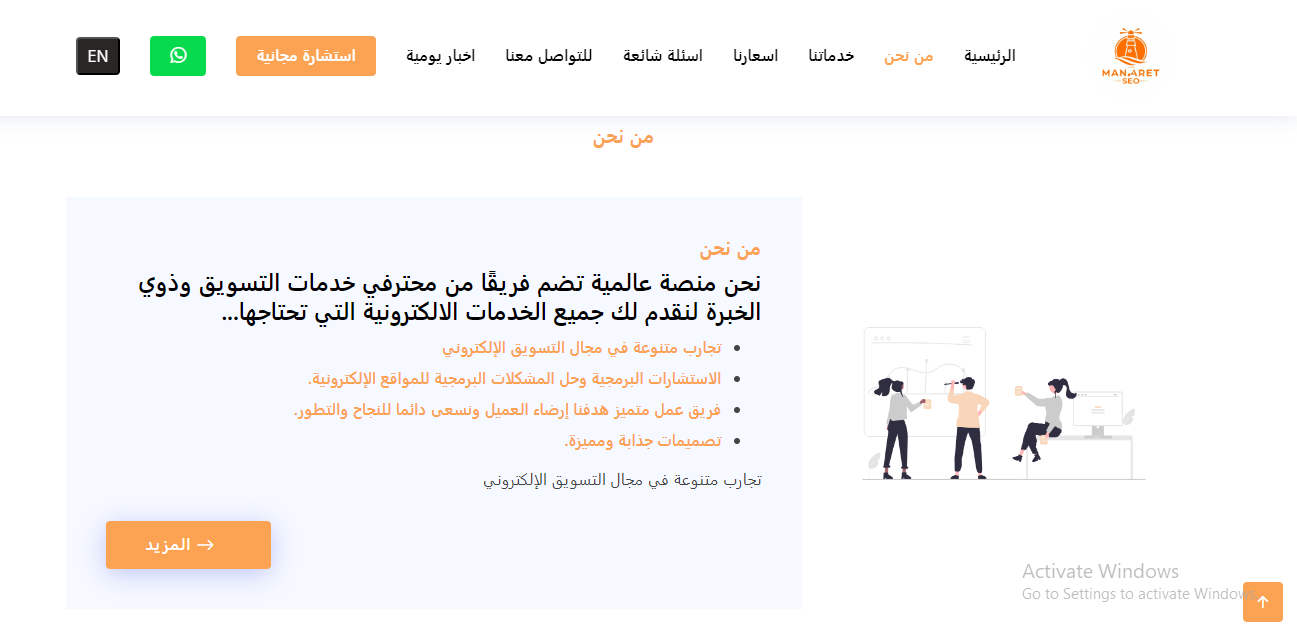 MANARET
SEO
الرئيسية
من نحن
خدماتنا
اسعارنا
اسئلة شائعة
للتواصل معنا
اخبار يومية
استشارة مجانية
EN
من نحن
من نحن
نحن منصة عالمية تضم فريقًا من محترفي خدمات التسويق وذوي
الخبرة لنقدم لك جميع الخدمات الالكترونية التي تحتاجها...
تجارب متنوعة في مجال التسويق الإلكتروني
الاستشارات البرمجية وحل المشكلات البرمجية للمواقع الإلكترونية.
فريق عمل متميز هدفنا إرضاء العميل ونسعى دائما للنجاح والتطور.
تصميمات جذابة ومميزة.
تجارب متنوعة في مجال التسويق الإلكتروني
المزيد →
Activate Windows
Go to Settings to activate Windows.